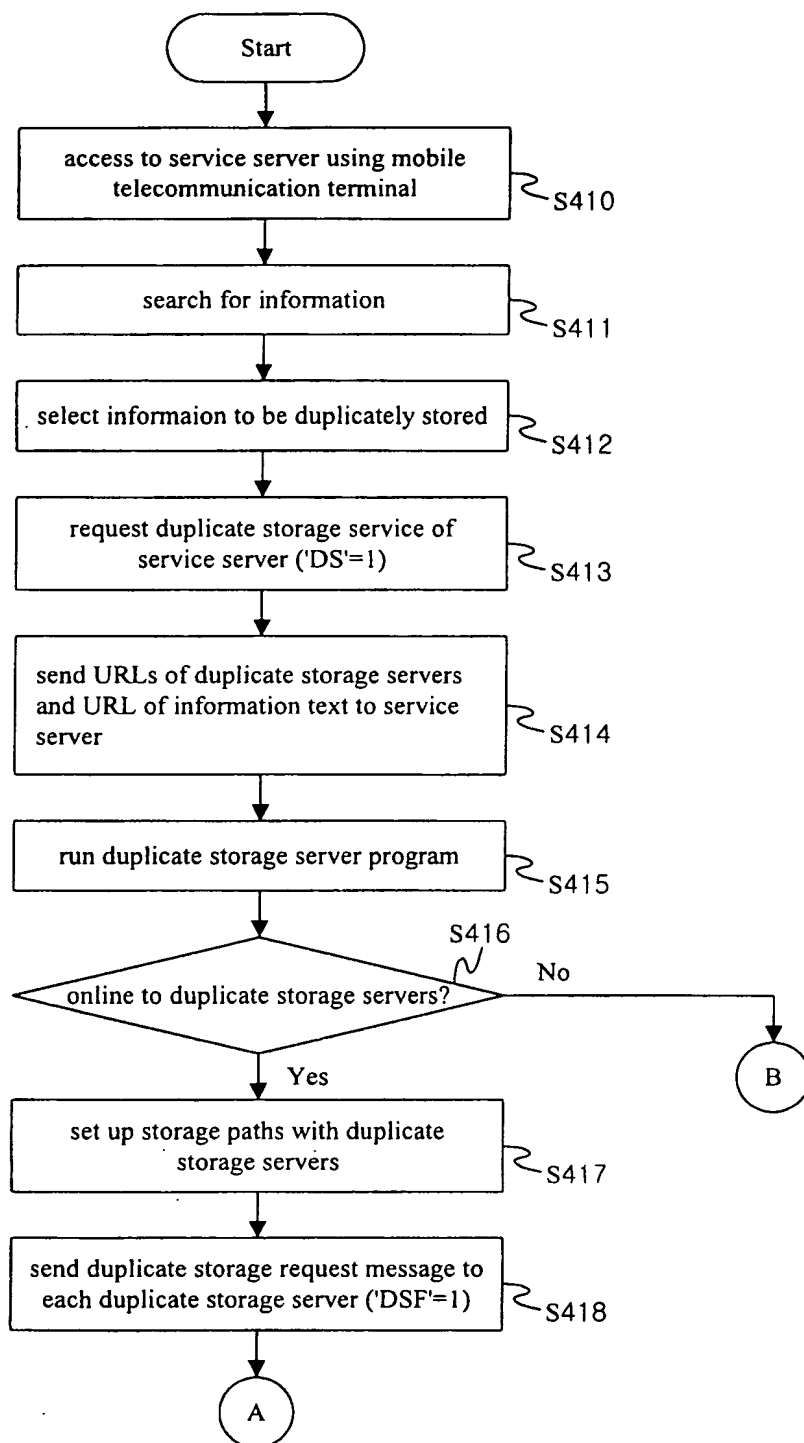 Start
access to service server using mobile
telecommunication terminal
S410
search for information
S411
select informaion to be duplicately stored
S412
request duplicate storage service of
service server ('DS'=1)
S413
send URLs of duplicate storage servers
and URL of information text to service
server
S414
run duplicate storage server program
S415
S416
online to duplicate storage servers?
No
Yes
B
set up storage paths with duplicate
storage servers
S417
send duplicate storage request message to
each duplicate storage server ('DSF'=1)
S418
A